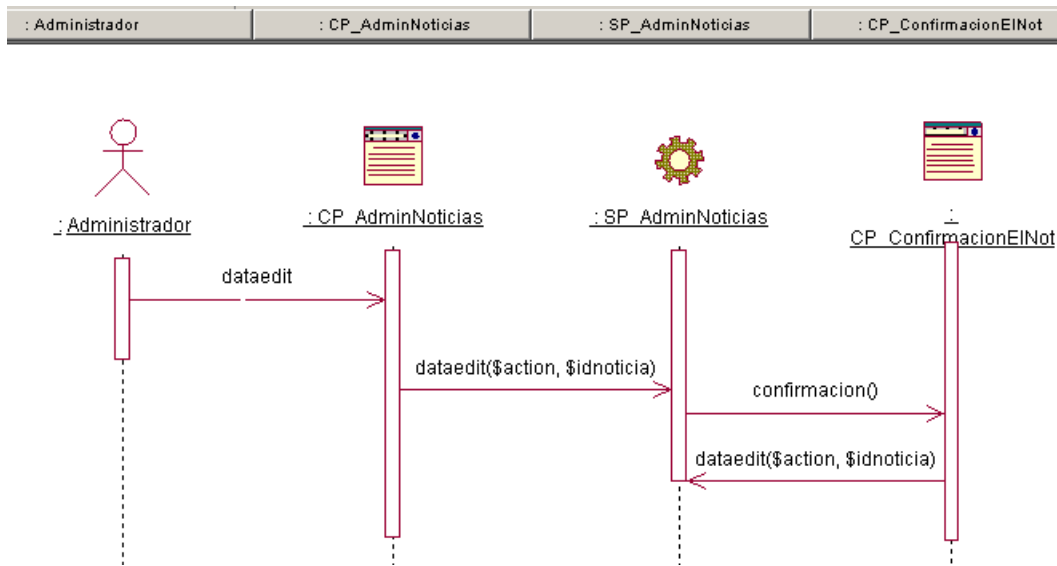 : Administrador
: CP_AdminNoticias
: SP_AdminNoticias
: CP_ConfirmacionElNot
: Administrador
: CP_AdminNoticias
: SP_AdminNoticias
:
CP_ConfirmacionElNot
dataedit
dataedit($action, $idnoticia)
confirmacion()
dataedit($action, $idnoticia)